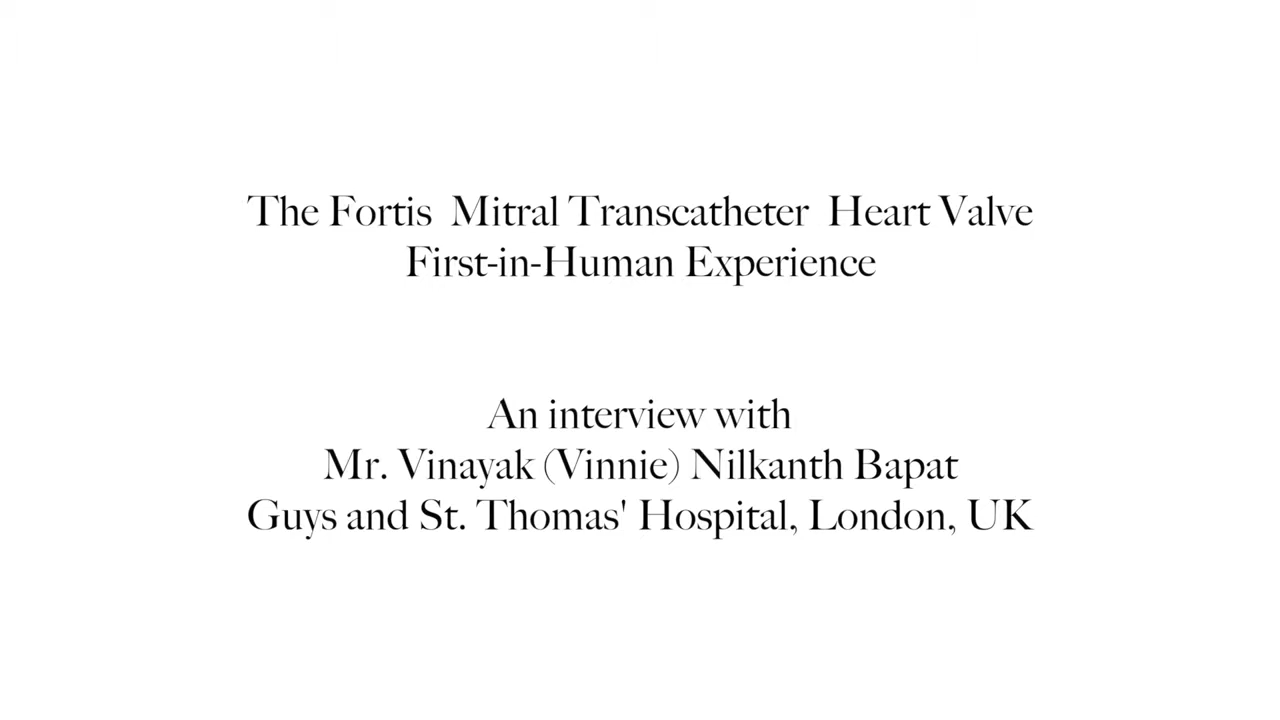 The Fortis Mitral Transcatheter Heart Valve
First-in-Human Experience
An interview with
Mr. Vinayak (Vinnie) Nilkanth Bapat
Guys and St. Thomas' Hospital, London, UK